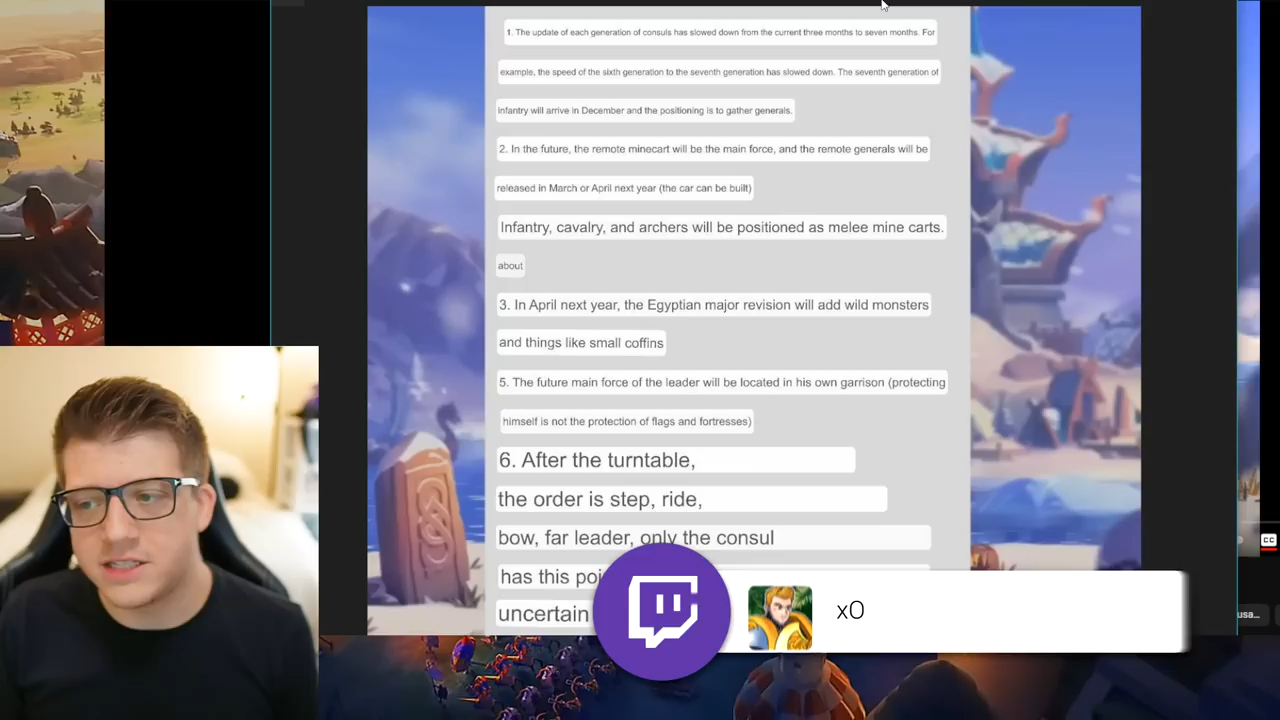 1. The update of each generation of consuls has slowed down from the current three months to seven months. For
example, the speed of the sixth generation to the seventh generation has slowed down. The seventh generation of
infantry will arrive in December and the positioning is to gather generals.
2. In the future, the remote minecart will be the main force, and the remote generals will be
released in March or April next year (the car can be built)
Infantry, cavalry, and archers will be positioned as melee mine carts.
about
3. In April next year, the Egyptian major revision will add wild monsters
and things like small coffins
5. The future main force of the leader will be located in his own garrison (protecting
himself is not the protection of flags and fortresses)
6. After the turntable,
the order is step, ride,
bow, far leader, only the consul
has this poi
uncertain
x0
CC
usa...